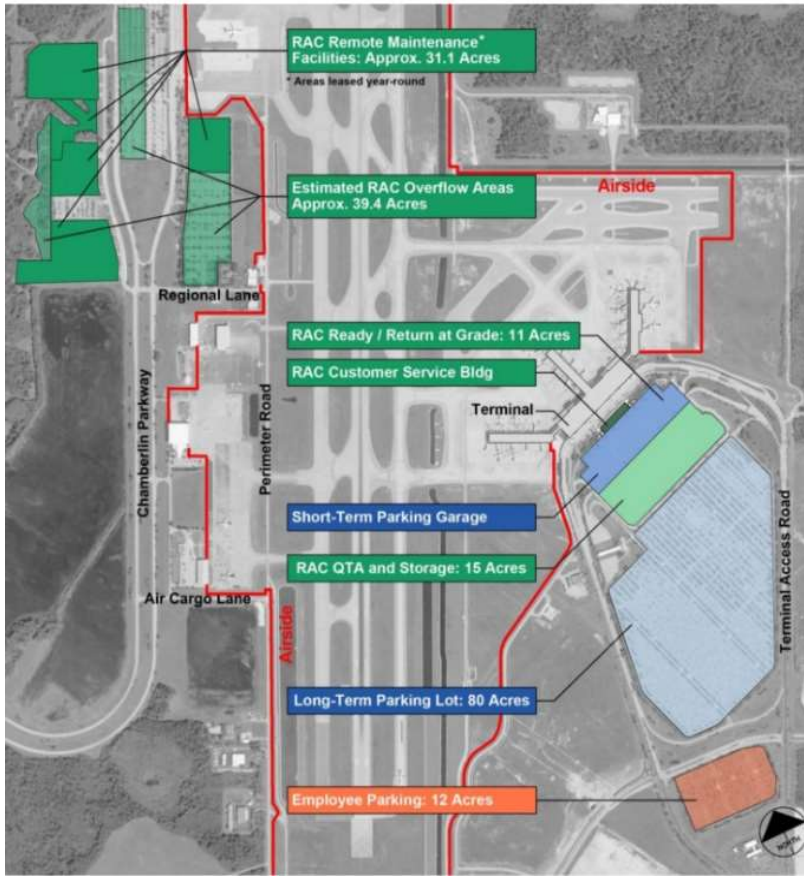 RAC Remote Maintenance*
Facilities: Approx. 31.1 Acres
* Areas leased year-round
Airside
Estimated RAC Overflow Areas
Approx. 39.4 Acres
Regional Lane
RAC Ready / Return at Grade: 11 Acres
RAC Customer Service Bldg
Terminal
Chamberlin Parkway
Perimeter Road
Short-Term Parking Garage
RAC QTA and Storage: 15 Acres
Terminal Access Road
Air Cargo Lane
Airside
Long-Term Parking Lot: 80 Acres
Employee Parking: 12 Acres
NORTH